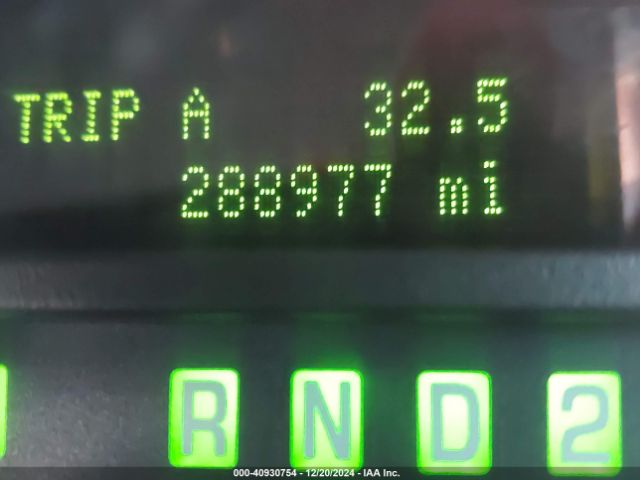 TRIP A 32.5
288977 mi
R N D 2
000-40930754 - 12/20/2024 - IAA Inc.